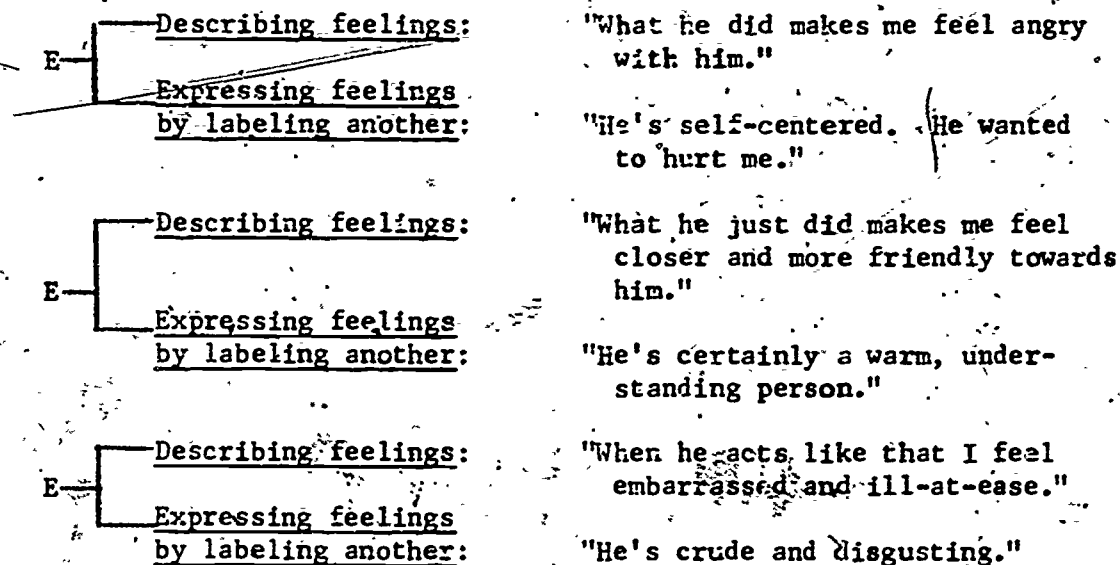 Describing feelings: "What he did makes me feel angry
E
with him."
Expressing feelings
by labeling another: "He's self-centered. He wanted
to hurt me."
Describing feelings: "What he just did makes me feel
closer and more friendly towards
E
him."
Expressing feelings
by labeling another: "He's certainly a warm, under-
standing person."
Describing feelings: "When he acts like that I feel
E
embarrassed and ill-at-ease."
Expressing feelings
by labeling another: "He's crude and disgusting."